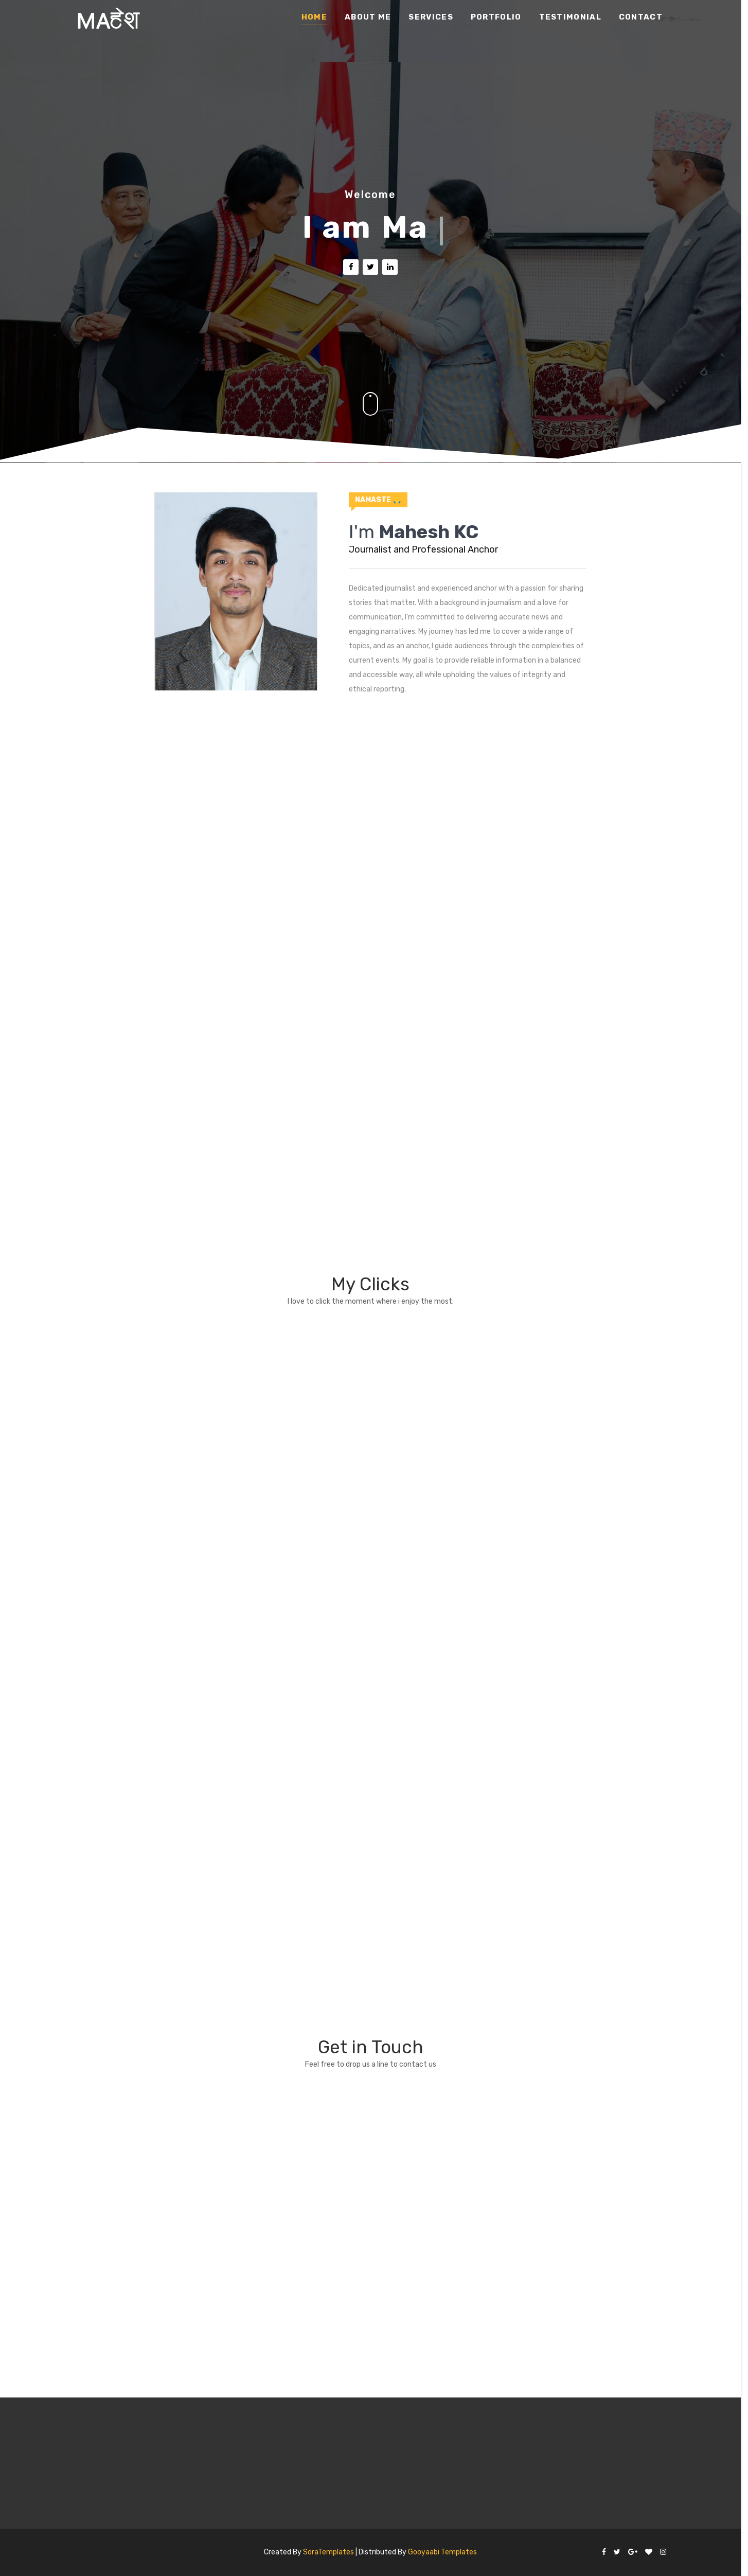 MAहेश
HOME ABOUT ME SERVICES PORTFOLIO TESTIMONIAL CONTACT
Welcome
I am Ma
NAMASTE
I'm Mahesh KC
Journalist and Professional Anchor
Dedicated journalist and experienced anchor with a passion for sharing
stories that matter. With a background in journalism and a love for
communication, I'm committed to delivering accurate news and
engaging narratives. My journey has led me to cover a wide range of
topics, and as an anchor, I guide audiences through the complexities of
current events. My goal is to provide reliable information in a balanced
and accessible way, all while upholding the values of integrity and
ethical reporting.
My Clicks
I love to click the moment where i enjoy the most.
Get in Touch
Feel free to drop us a line to contact us
Created By SoraTemplates | Distributed By Gooyaabi Templates